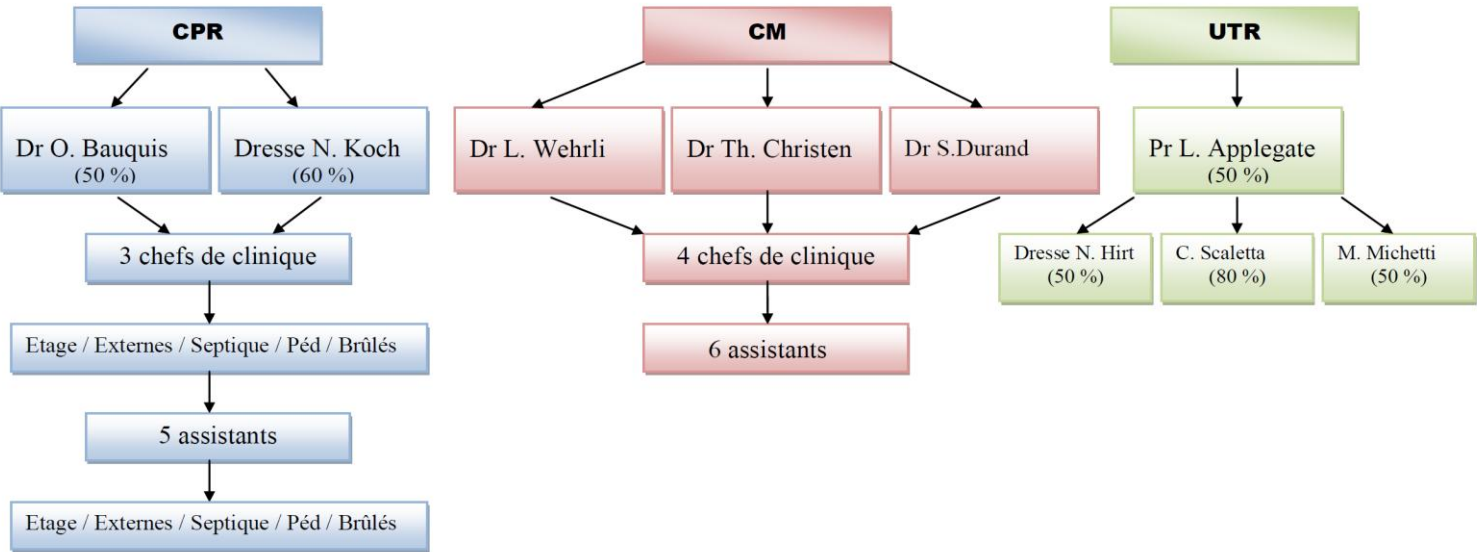 CPR
Dr O. Bauquis
(50 %)
Dresse N. Koch
(60 %)
3 chefs de clinique
Etage / Externes / Septique / Péd / Brûlés
5 assistants
Etage / Externes / Septique / Péd / Brûlés
CM
Dr L. Wehrli
Dr Th. Christen
Dr S.Durand
4 chefs de clinique
6 assistants
UTR
Pr L. Applegate
(50 %)
Dresse N. Hirt
(50 %)
C. Scaletta
(80 %)
M. Michetti
(50 %)